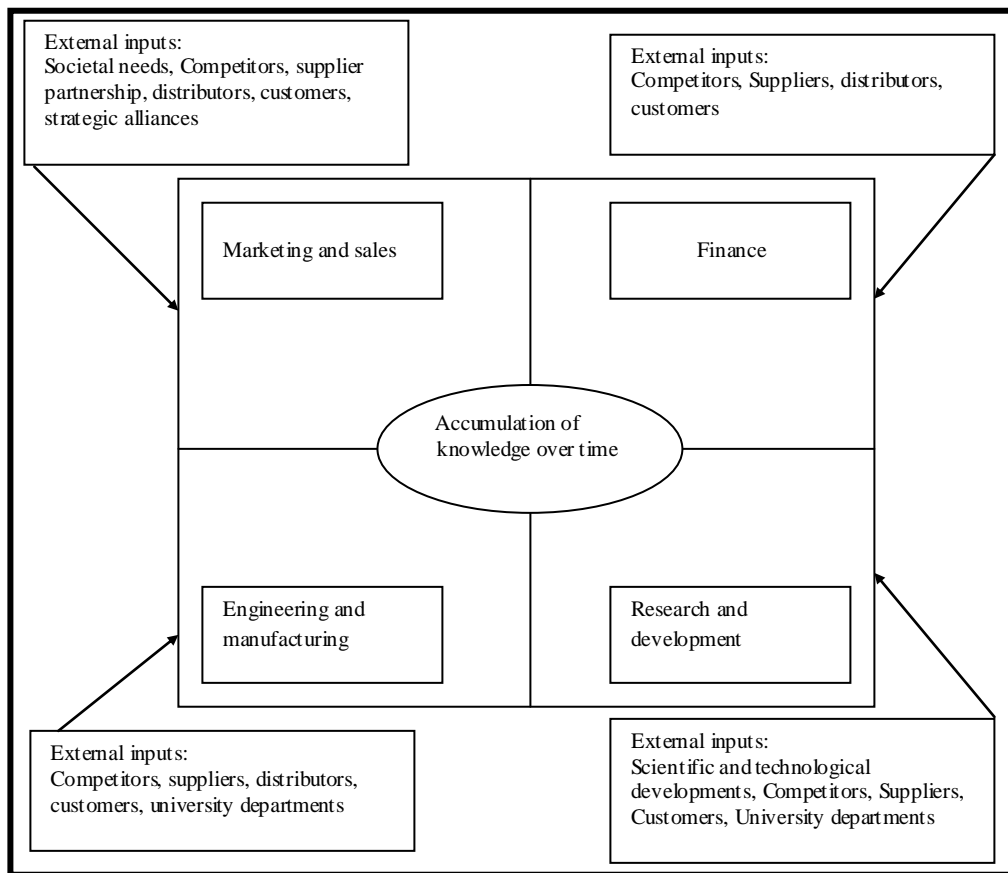 External inputs:
Societal needs, Competitors, supplier
partnership, distributors, customers,
strategic alliances
External inputs:
Competitors, Suppliers, distributors,
customers
Marketing and sales
Finance
Accumulation of
knowledge over time
Engineering and
manufacturing
Research and
development
External inputs:
Competitors, suppliers, distributors,
customers, university departments
External inputs:
Scientific and technological
developments, Competitors, Suppliers,
Customers, University departments